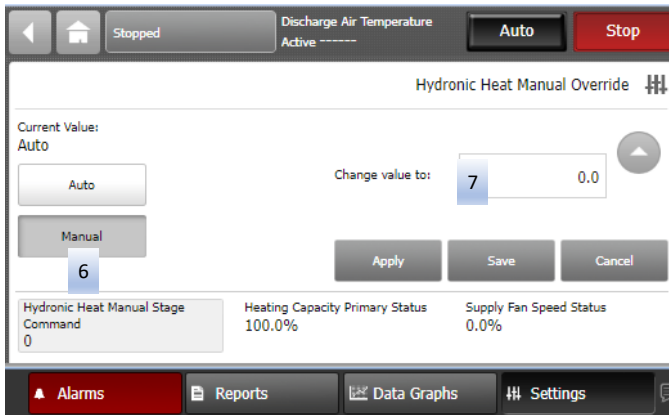 Stopped
Discharge Air Temperature
Active ------
Auto
Stop
Hydronic Heat Manual Override
Current Value:
Auto
Auto
Change value to:
7
0.0
Manual
6
Apply
Save
Cancel
Hydronic Heat Manual Stage
Command
0
Heating Capacity Primary Status
100.0%
Supply Fan Speed Status
0.0%
Alarms
Reports
Data Graphs
Settings